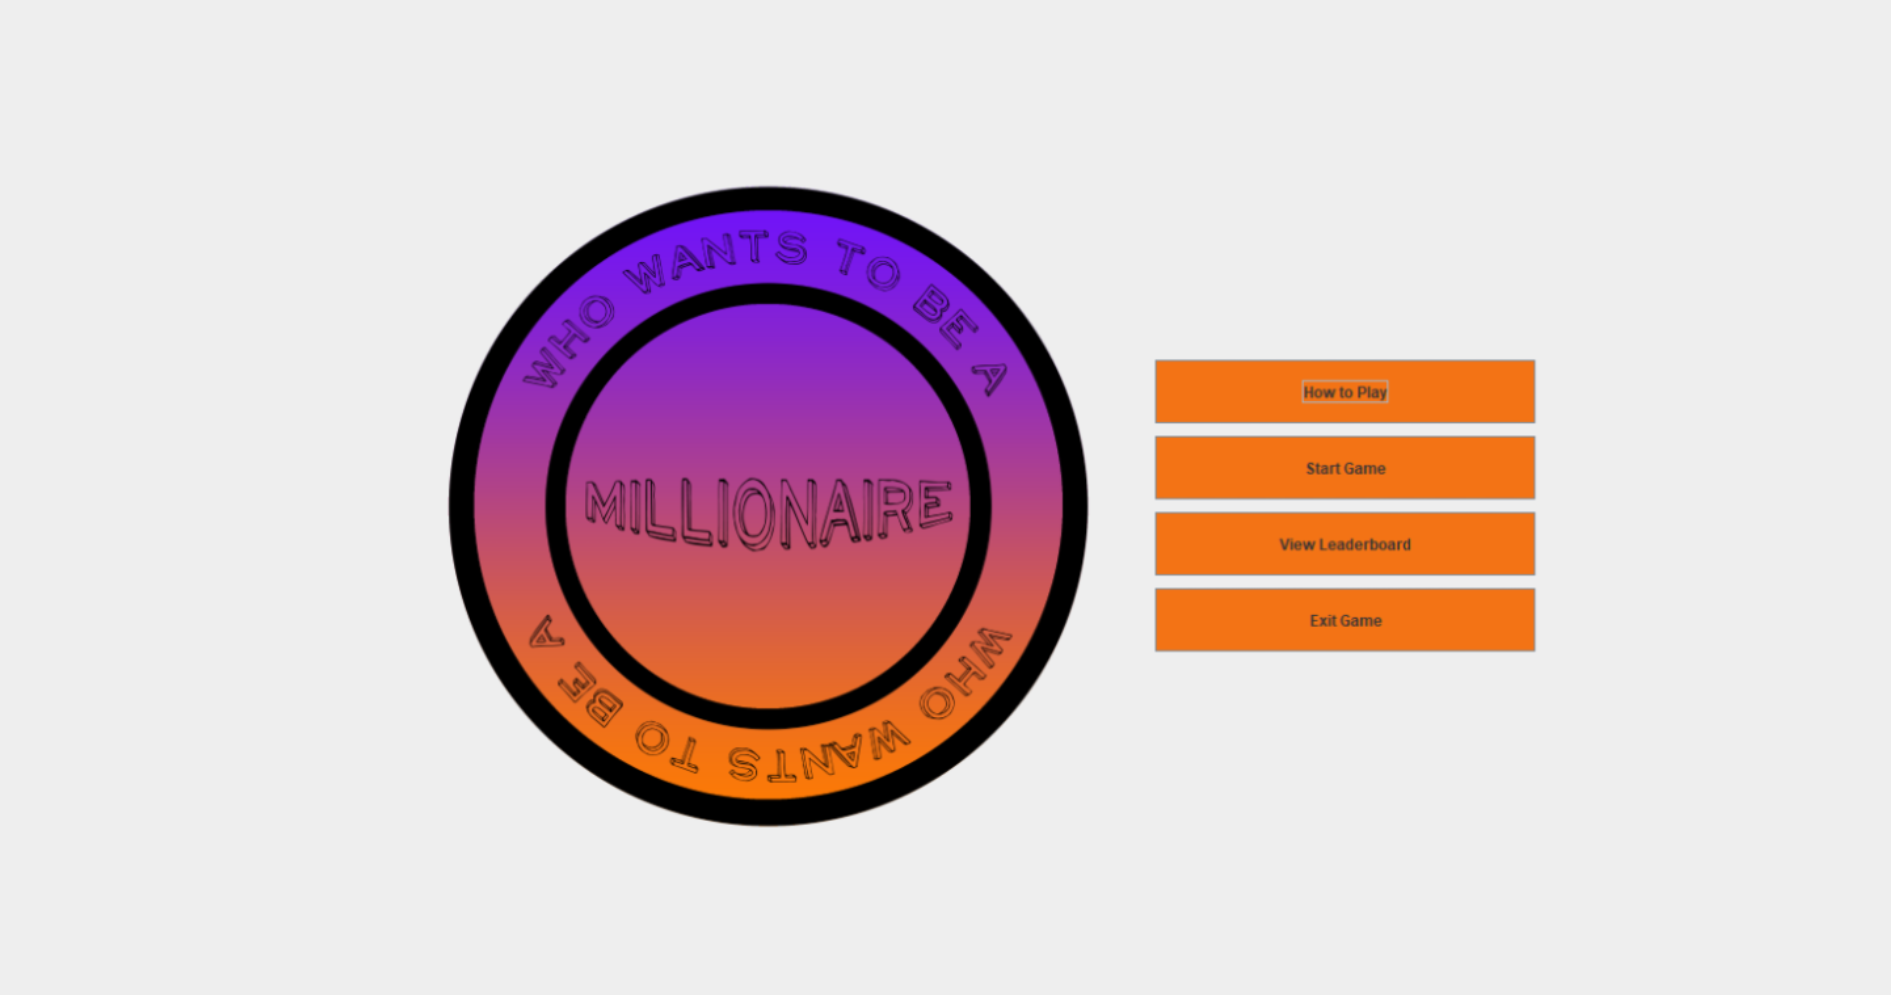 WHO WANTS TO BE A
MILLIONAIRE
WHO WANTS TO BE A
How to Play
Start Game
View Leaderboard
Exit Game